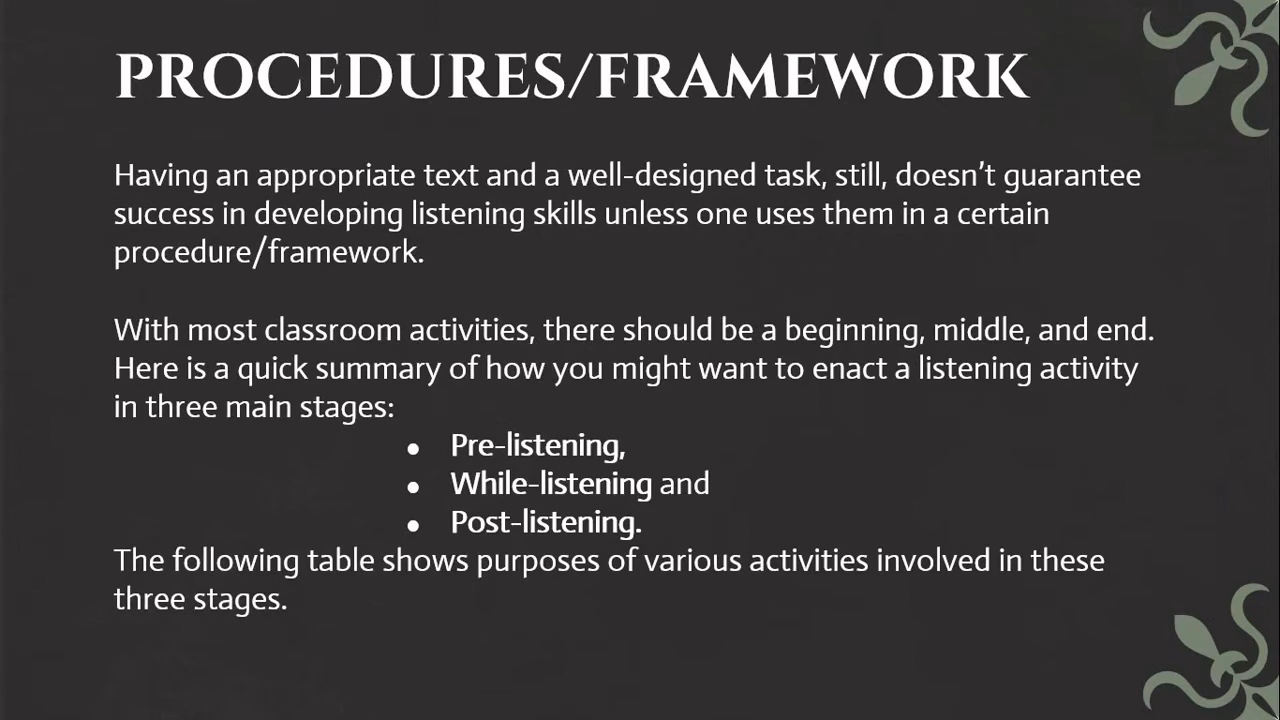 PROCEDURES/FRAMEWORK
Having an appropriate text and a well-designed task, still, doesn’t guarantee
success in developing listening skills unless one uses them in a certain
procedure/framework.
With most classroom activities, there should be a beginning, middle, and end.
Here is a quick summary of how you might want to enact a listening activity
in three main stages:
● Pre-listening,
● While-listening and
● Post-listening.
The following table shows purposes of various activities involved in these
three stages.